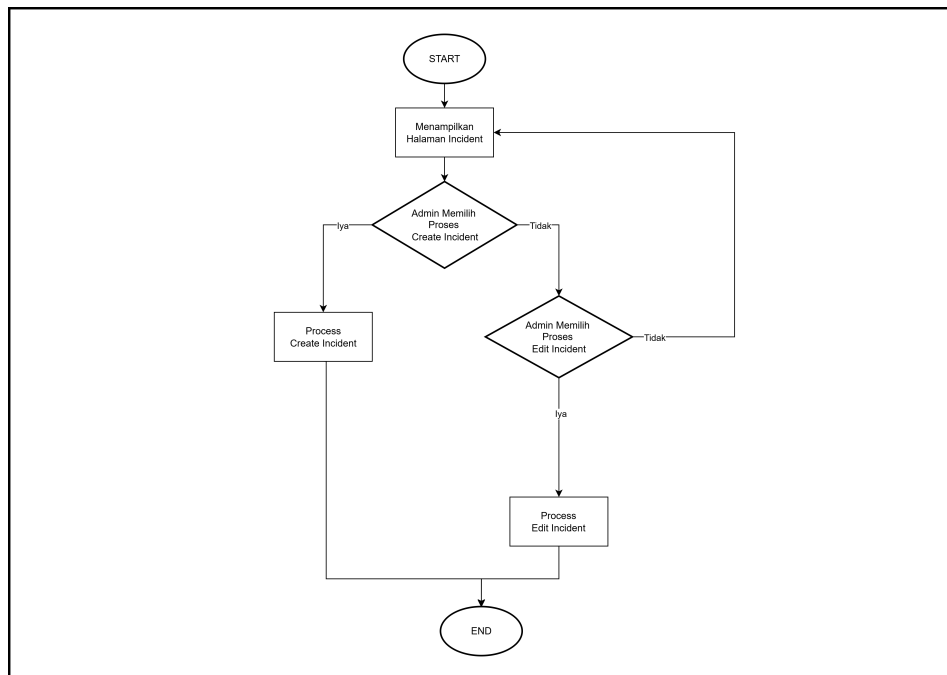 START
Menampilkan
Halaman Incident
Admin Memilih
Proses
Create Incident
Iya
Tidak
Process
Create Incident
Admin Memilih
Proses
Edit Incident
Tidak
Iya
Process
Edit Incident
END